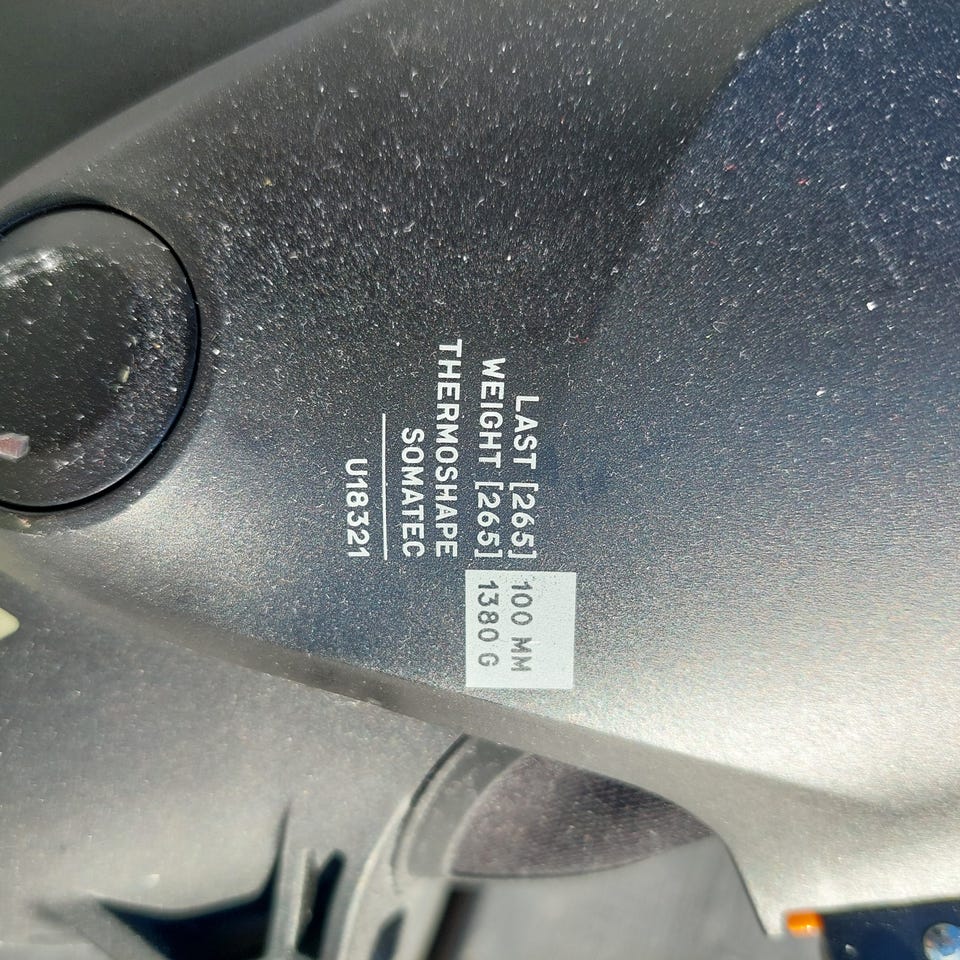 LAST [265] 100 MM
WEIGHT [265] 1380 G
THERMOSHAPE
SOMATEC
U18321